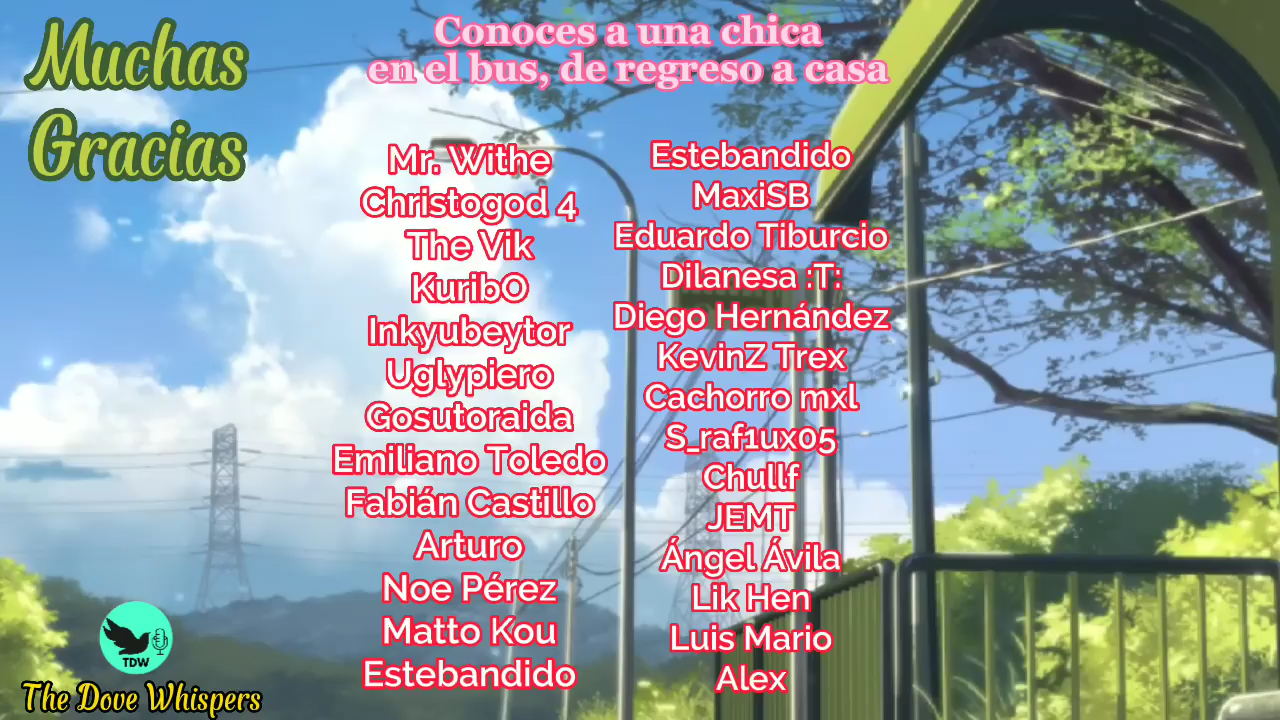 Muchas
Gracias
Conoces a una chica
en el bus, de regreso a casa
Mr. Withe
Christogod 4
The Vik
KuribO
Inkyubeytor
Uglypiero
Gosutoraida
Emiliano Toledo
Fabián Castillo
Arturo
Noe Pérez
Matto Kou
Estebandido
Estebandido
MaxiSB
Eduardo Tiburcio
Dilanesa :T:
Diego Hernández
KevinZ Trex
Cachorro mxl
S_raf1ux05
Chullf
JEMT
Ángel Ávila
Lik Hen
Luis Mario
Alex
TDW
The Dove Whispers